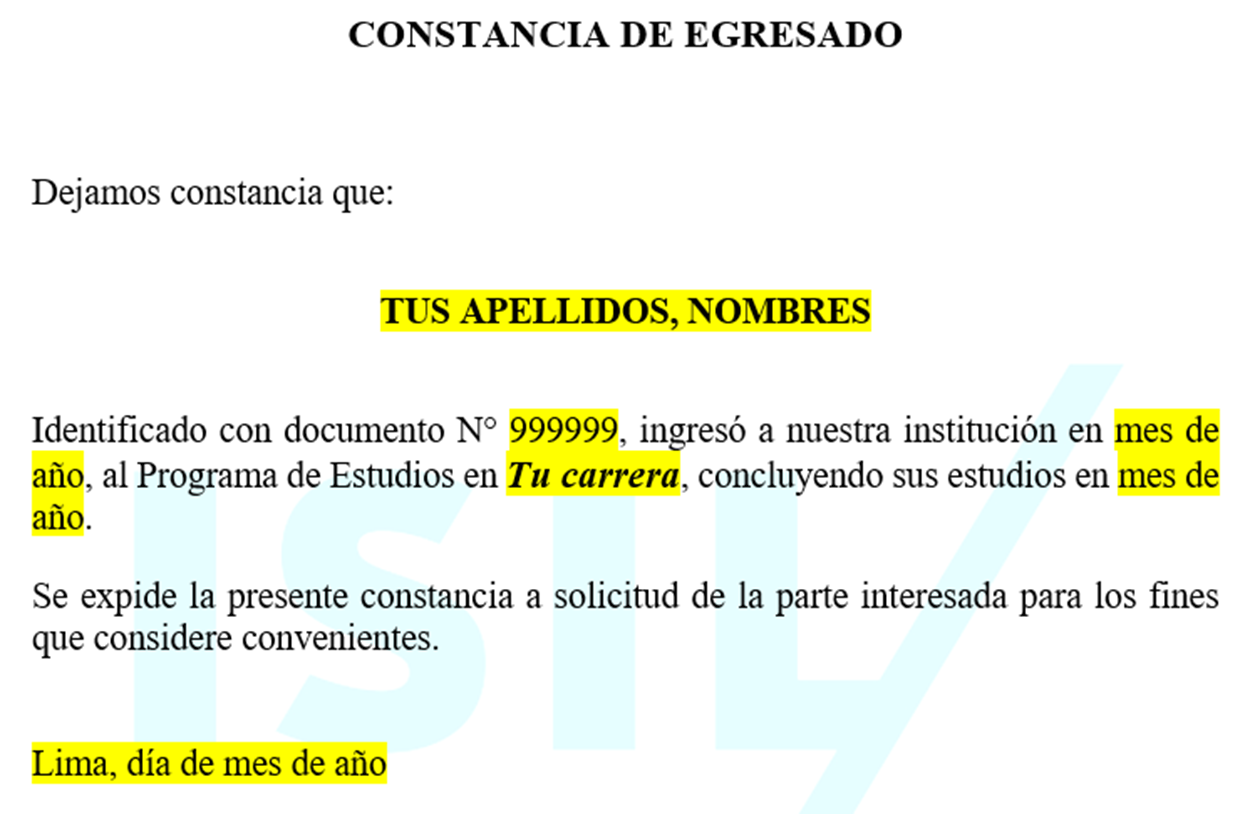 CONSTANCIA DE EGRESADO
Dejamos constancia que:
TUS APELLIDOS, NOMBRES
Identificado con documento N° 999999, ingresó a nuestra institución en mes de
año, al Programa de Estudios en Tu carrera, concluyendo sus estudios en mes de
año.
Se expide la presente constancia a solicitud de la parte interesada para los fines
que considere convenientes.
Lima, día de mes de año
ISIL/